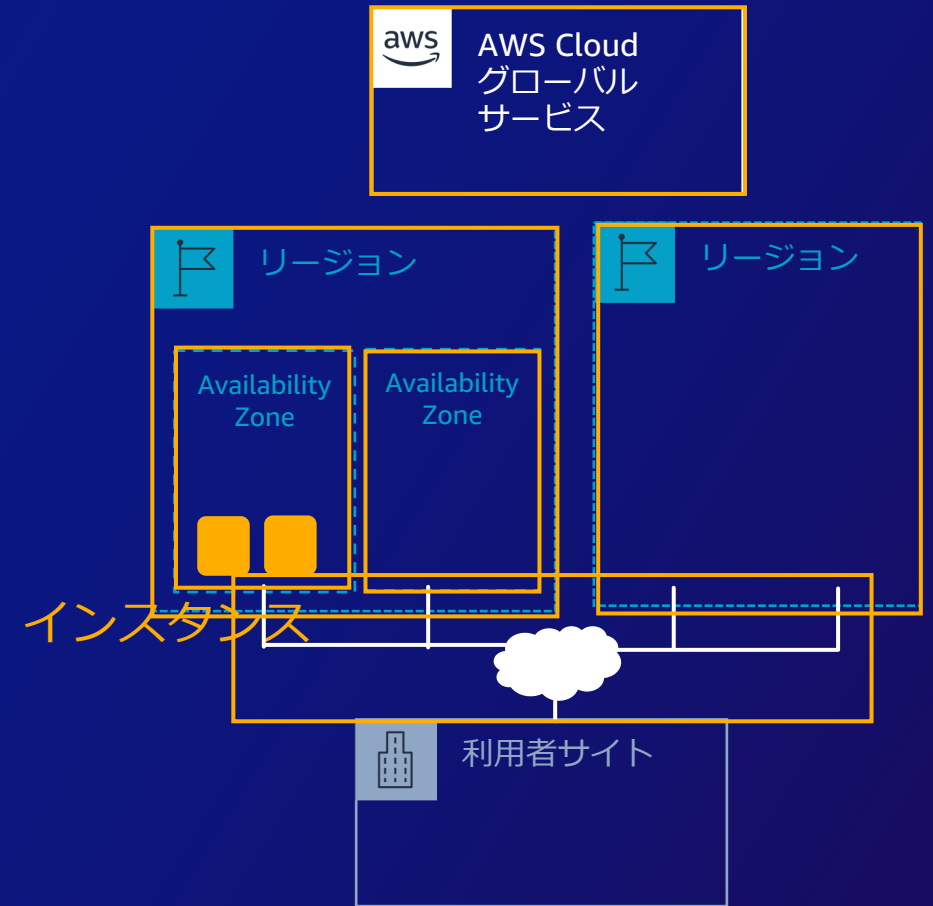 aws
AWS Cloud
グローバル
サービス
リージョン
リージョン
Availability
Zone
Availability
Zone
インスタンス
利用者サイト